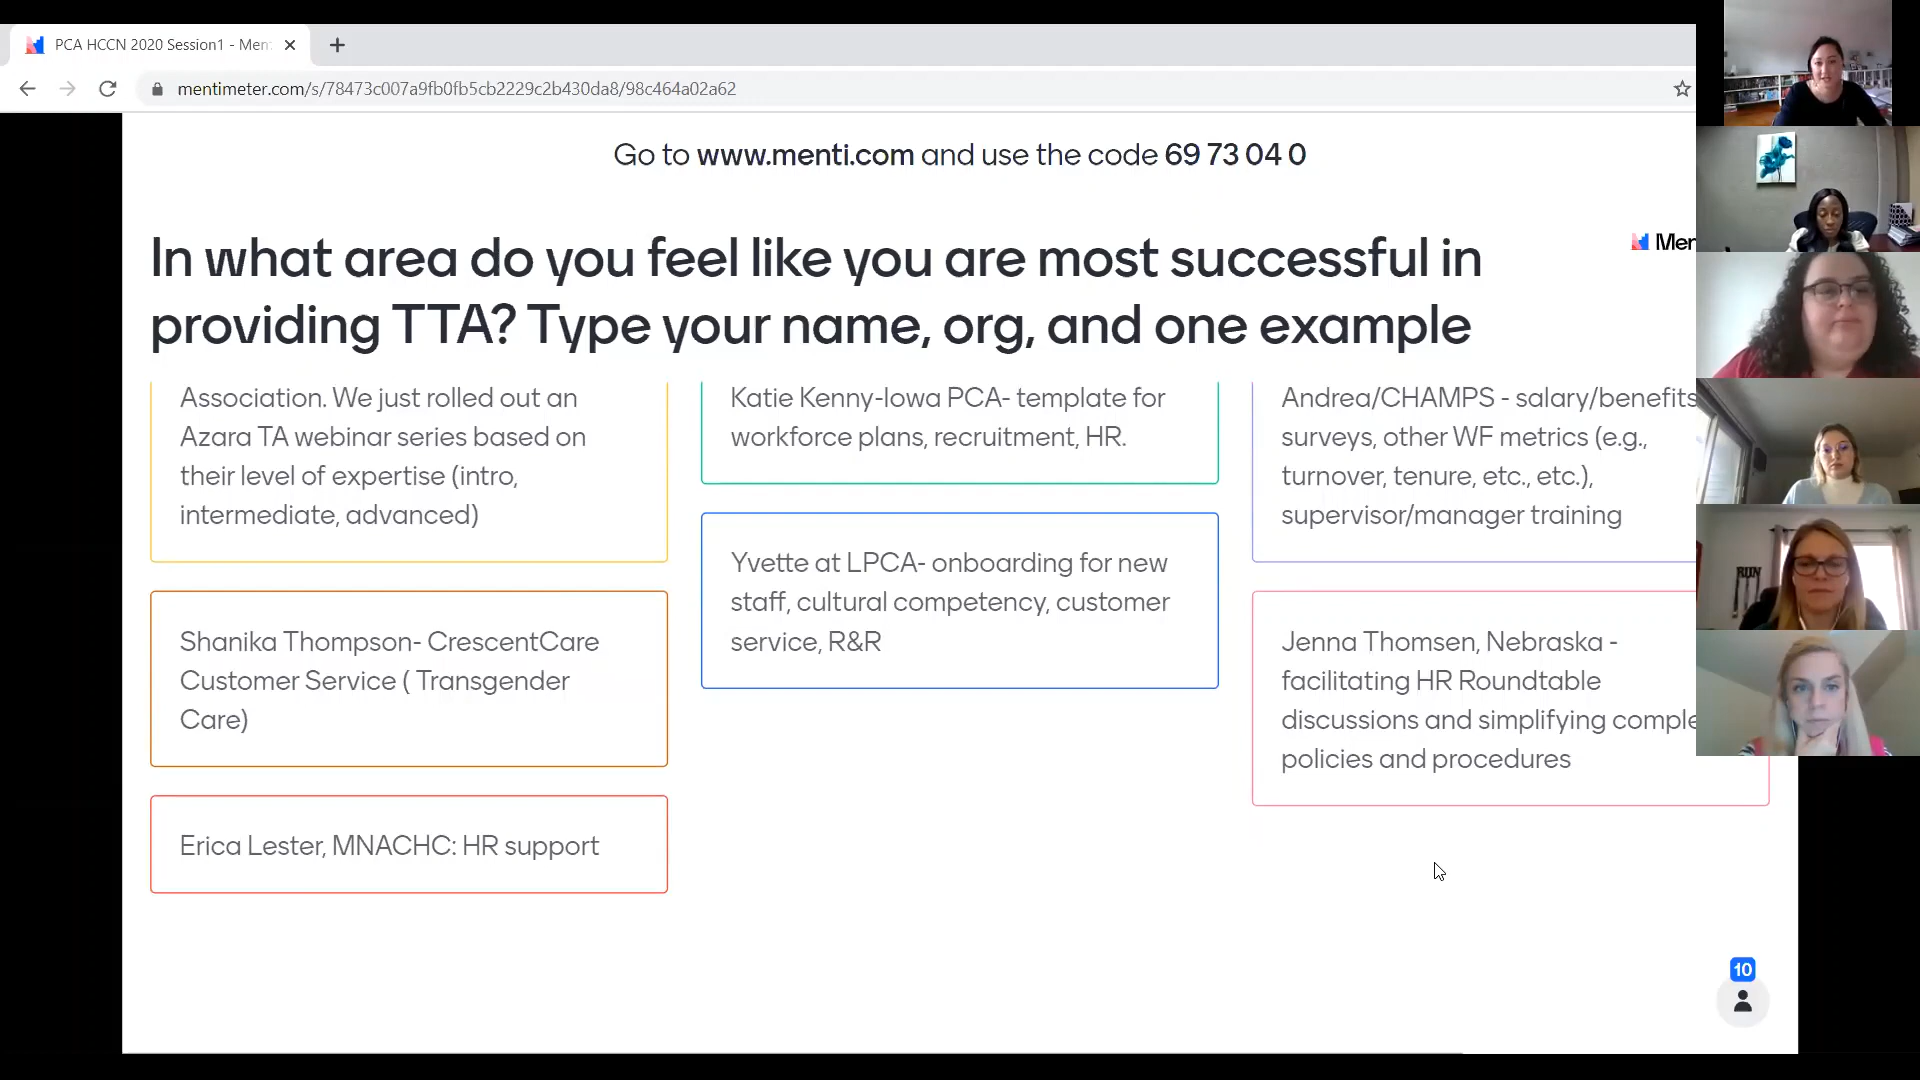 PCA HCCN 2020 Session1 - Men
mentimeter.com/s/78473c007a9fb0fb5cb2229c2b430da8/98c464a02a62
Go to www.menti.com and use the code 69 73 04 0
In what area do you feel like you are most successful in
providing TTA? Type your name, org, and one example
Men
Association. We just rolled out an
Azara TA webinar series based on
their level of expertise (intro,
intermediate, advanced)
Shanika Thompson- CrescentCare
Customer Service ( Transgender
Care)
Erica Lester, MNACHC: HR support
Katie Kenny-Iowa PCA- template for
workforce plans, recruitment, HR.
Yvette at LPCA- onboarding for new
staff, cultural competency, customer
service, R&R
Andrea/CHAMPS - salary/benefits
surveys, other WF metrics (e.g.,
turnover, tenure, etc., etc.),
supervisor/manager training
Jenna Thomsen, Nebraska -
facilitating HR Roundtable
discussions and simplifying comple
policies and procedures
10
RUN